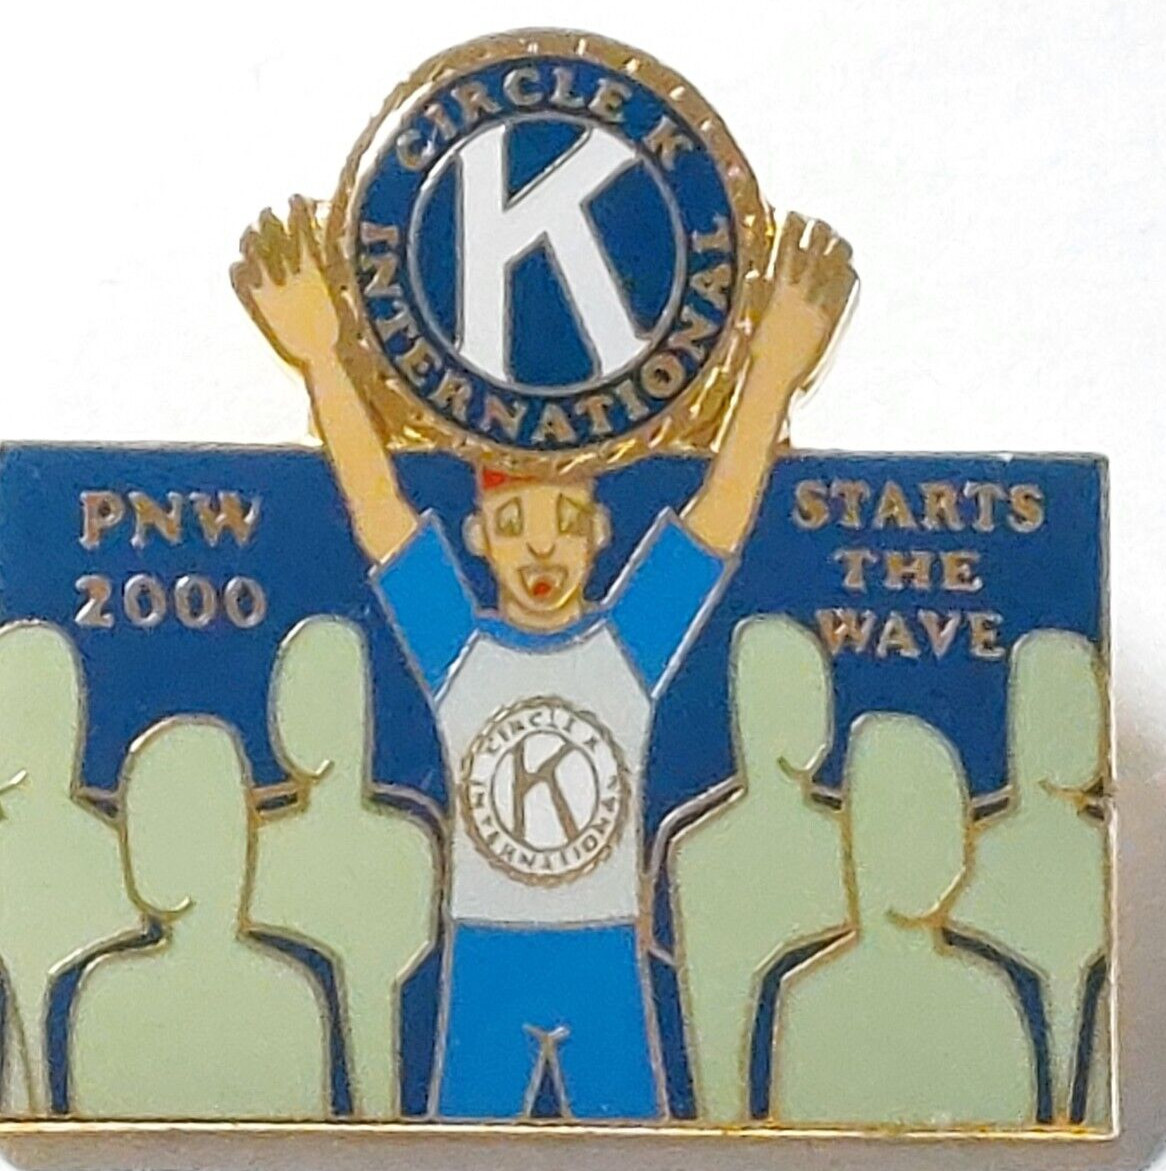 CIRCLE K
K
INTERNATIONAL
PNW
2000
STARTS
THE
WAVE
CIRCLE K
K
INTERNATIONAL